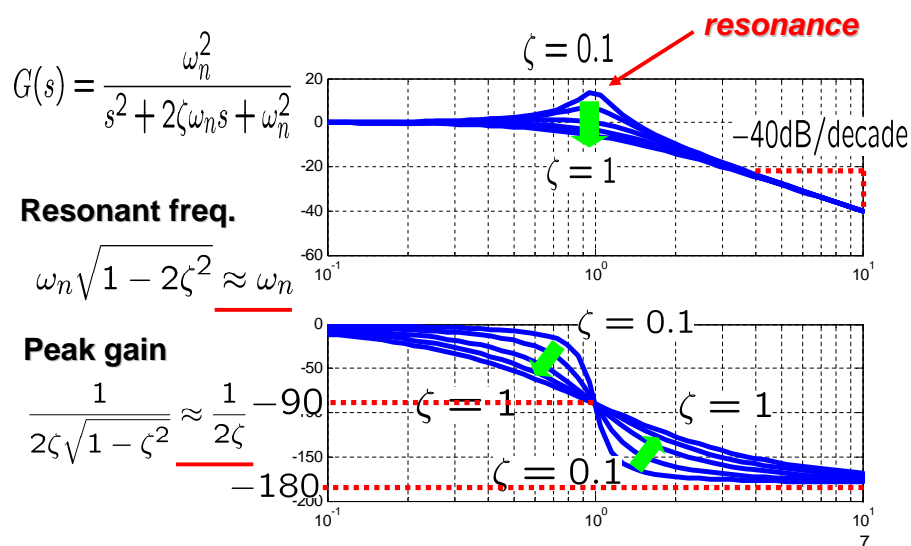 resonance
ζ = 0.1
G(s) = ω_n^2 / (s^2 + 2ζω_n s + ω_n^2)
20
0
-20
-40
-60
−40dB/decade
ζ = 1
10^-1
10^0
10^1
Resonant freq.
ω_n √(1 − 2ζ^2) ≈ ω_n
Peak gain
1 / (2ζ√(1 − ζ^2)) ≈ 1 / (2ζ)
0
-50
−90
-100
-150
−180
-200
ζ = 0.1
ζ = 1
ζ = 1
ζ = 0.1
10^-1
10^0
10^1
7